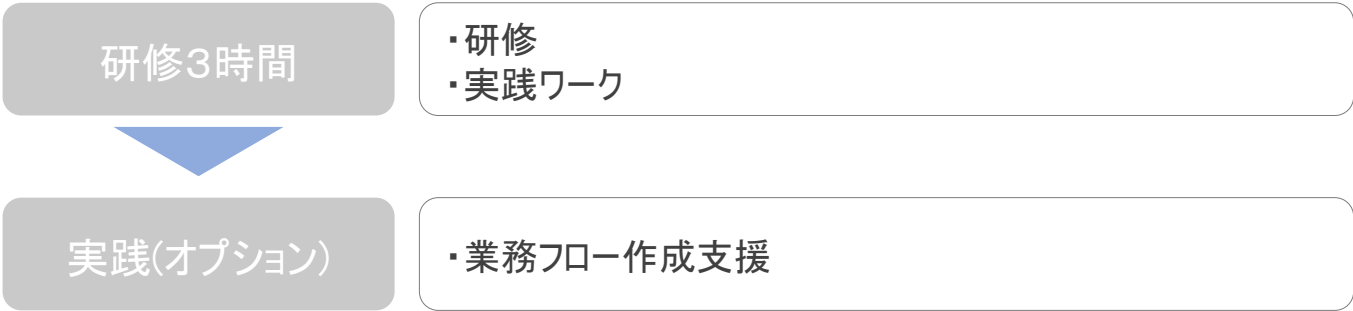 研修３時間
・研修
・実践ワーク
実践(オプション)
・業務フロー作成支援